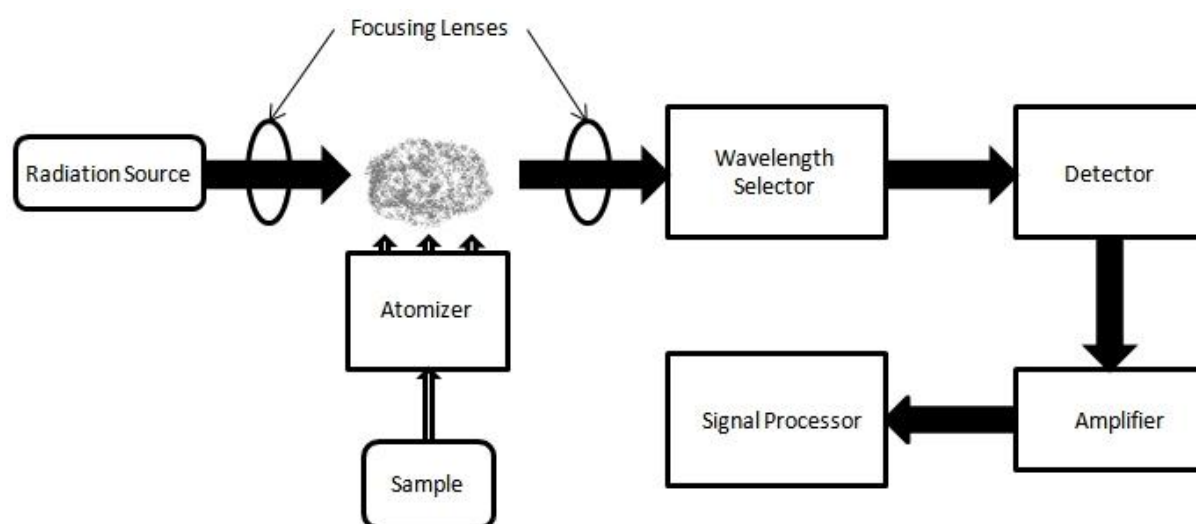 Focusing Lenses
Radiation Source
Wavelength
Selector
Detector
Atomizer
Signal Processor
Amplifier
Sample